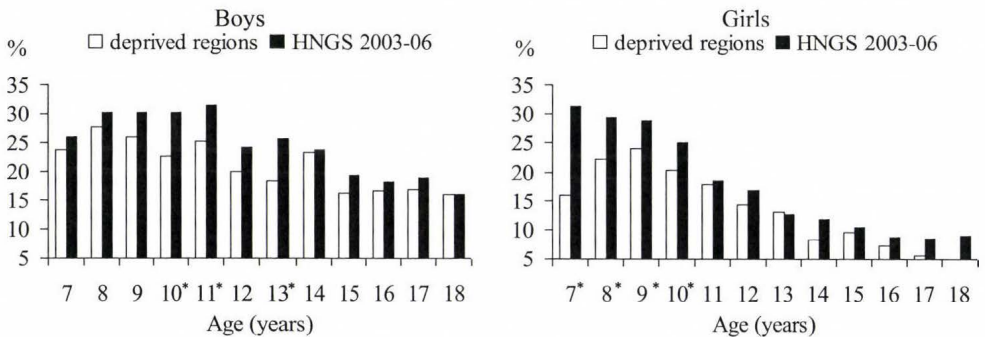 Boys
% □ deprived regions ■ HNGS 2003-06
35
30
25
20
15
10
5
7 8 9 10* 11* 12 13* 14 15 16 17 18
Age (years)
Girls
% □ deprived regions ■ HNGS 2003-06
35
30
25
20
15
10
5
7* 8* 9* 10* 11 12 13 14 15 16 17 18
Age (years)